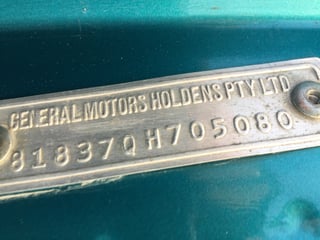 GENERAL MOTORS HOLDENS PTY LTD
81837QH705080